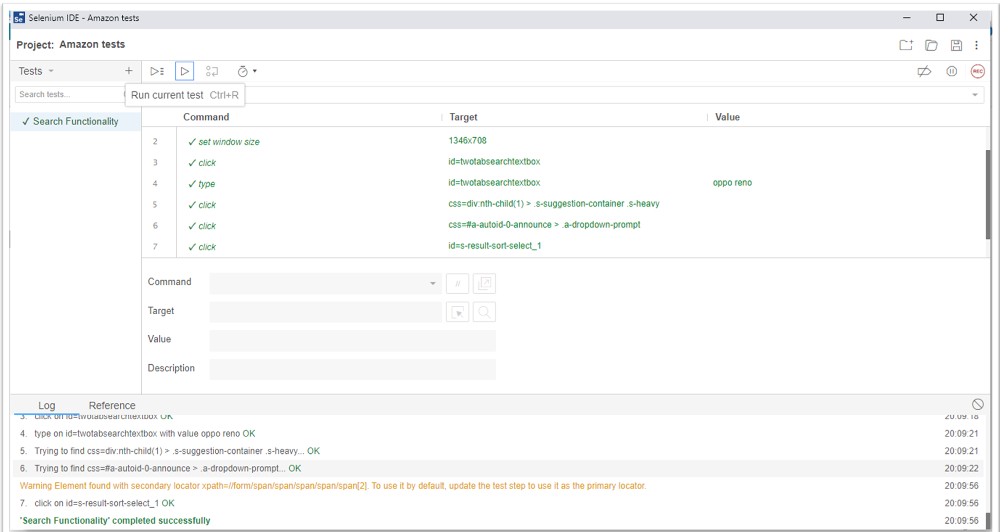 Se Selenium IDE - Amazon tests
Project: Amazon tests
Tests
REC
Search tests...
Run current test Ctrl+R
✓ Search Functionality
Command Target Value
2 ✓ set window size 1346x708
3 ✓ click id=twotabsearchtextbox
4 ✓ type id=twotabsearchtextbox oppo reno
5 ✓ click css=div:nth-child(1) > .s-suggestion-container .s-heavy
6 ✓ click css=#a-autoid-0-announce > .a-dropdown-prompt
7 ✓ click id=s-result-sort-select_1
Command //
Target
Value
Description
Log Reference
3. click on id=twotabsearchtextbox OK 20:09:18
4. type on id=twotabsearchtextbox with value oppo reno OK 20:09:21
5. Trying to find css=div:nth-child(1) > .s-suggestion-container .s-heavy... OK 20:09:21
6. Trying to find css=#a-autoid-0-announce > .a-dropdown-prompt... OK 20:09:22
Warning Element found with secondary locator xpath=//form/span/span/span/span/span[2]. To use it by default, update the test step to use it as the primary locator. 20:09:56
7. click on id=s-result-sort-select_1 OK 20:09:56
'Search Functionality' completed successfully 20:09:56